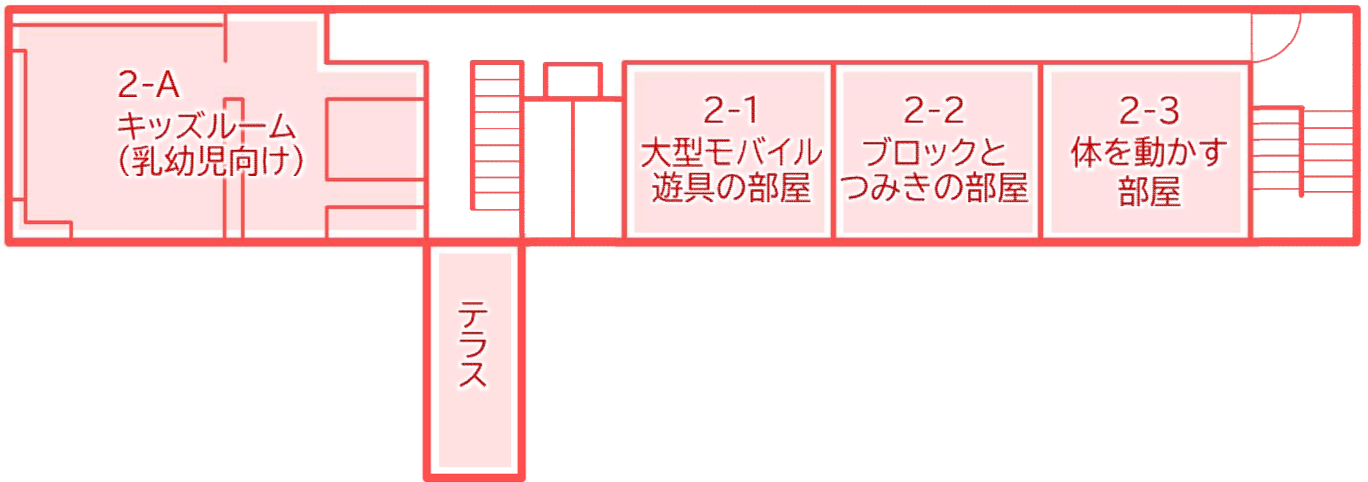 2-A
キッズルーム
（乳幼児向け）
2-1
大型モバイル
遊具の部屋
2-2
ブロックと
つみきの部屋
2-3
体を動かす
部屋
テラス